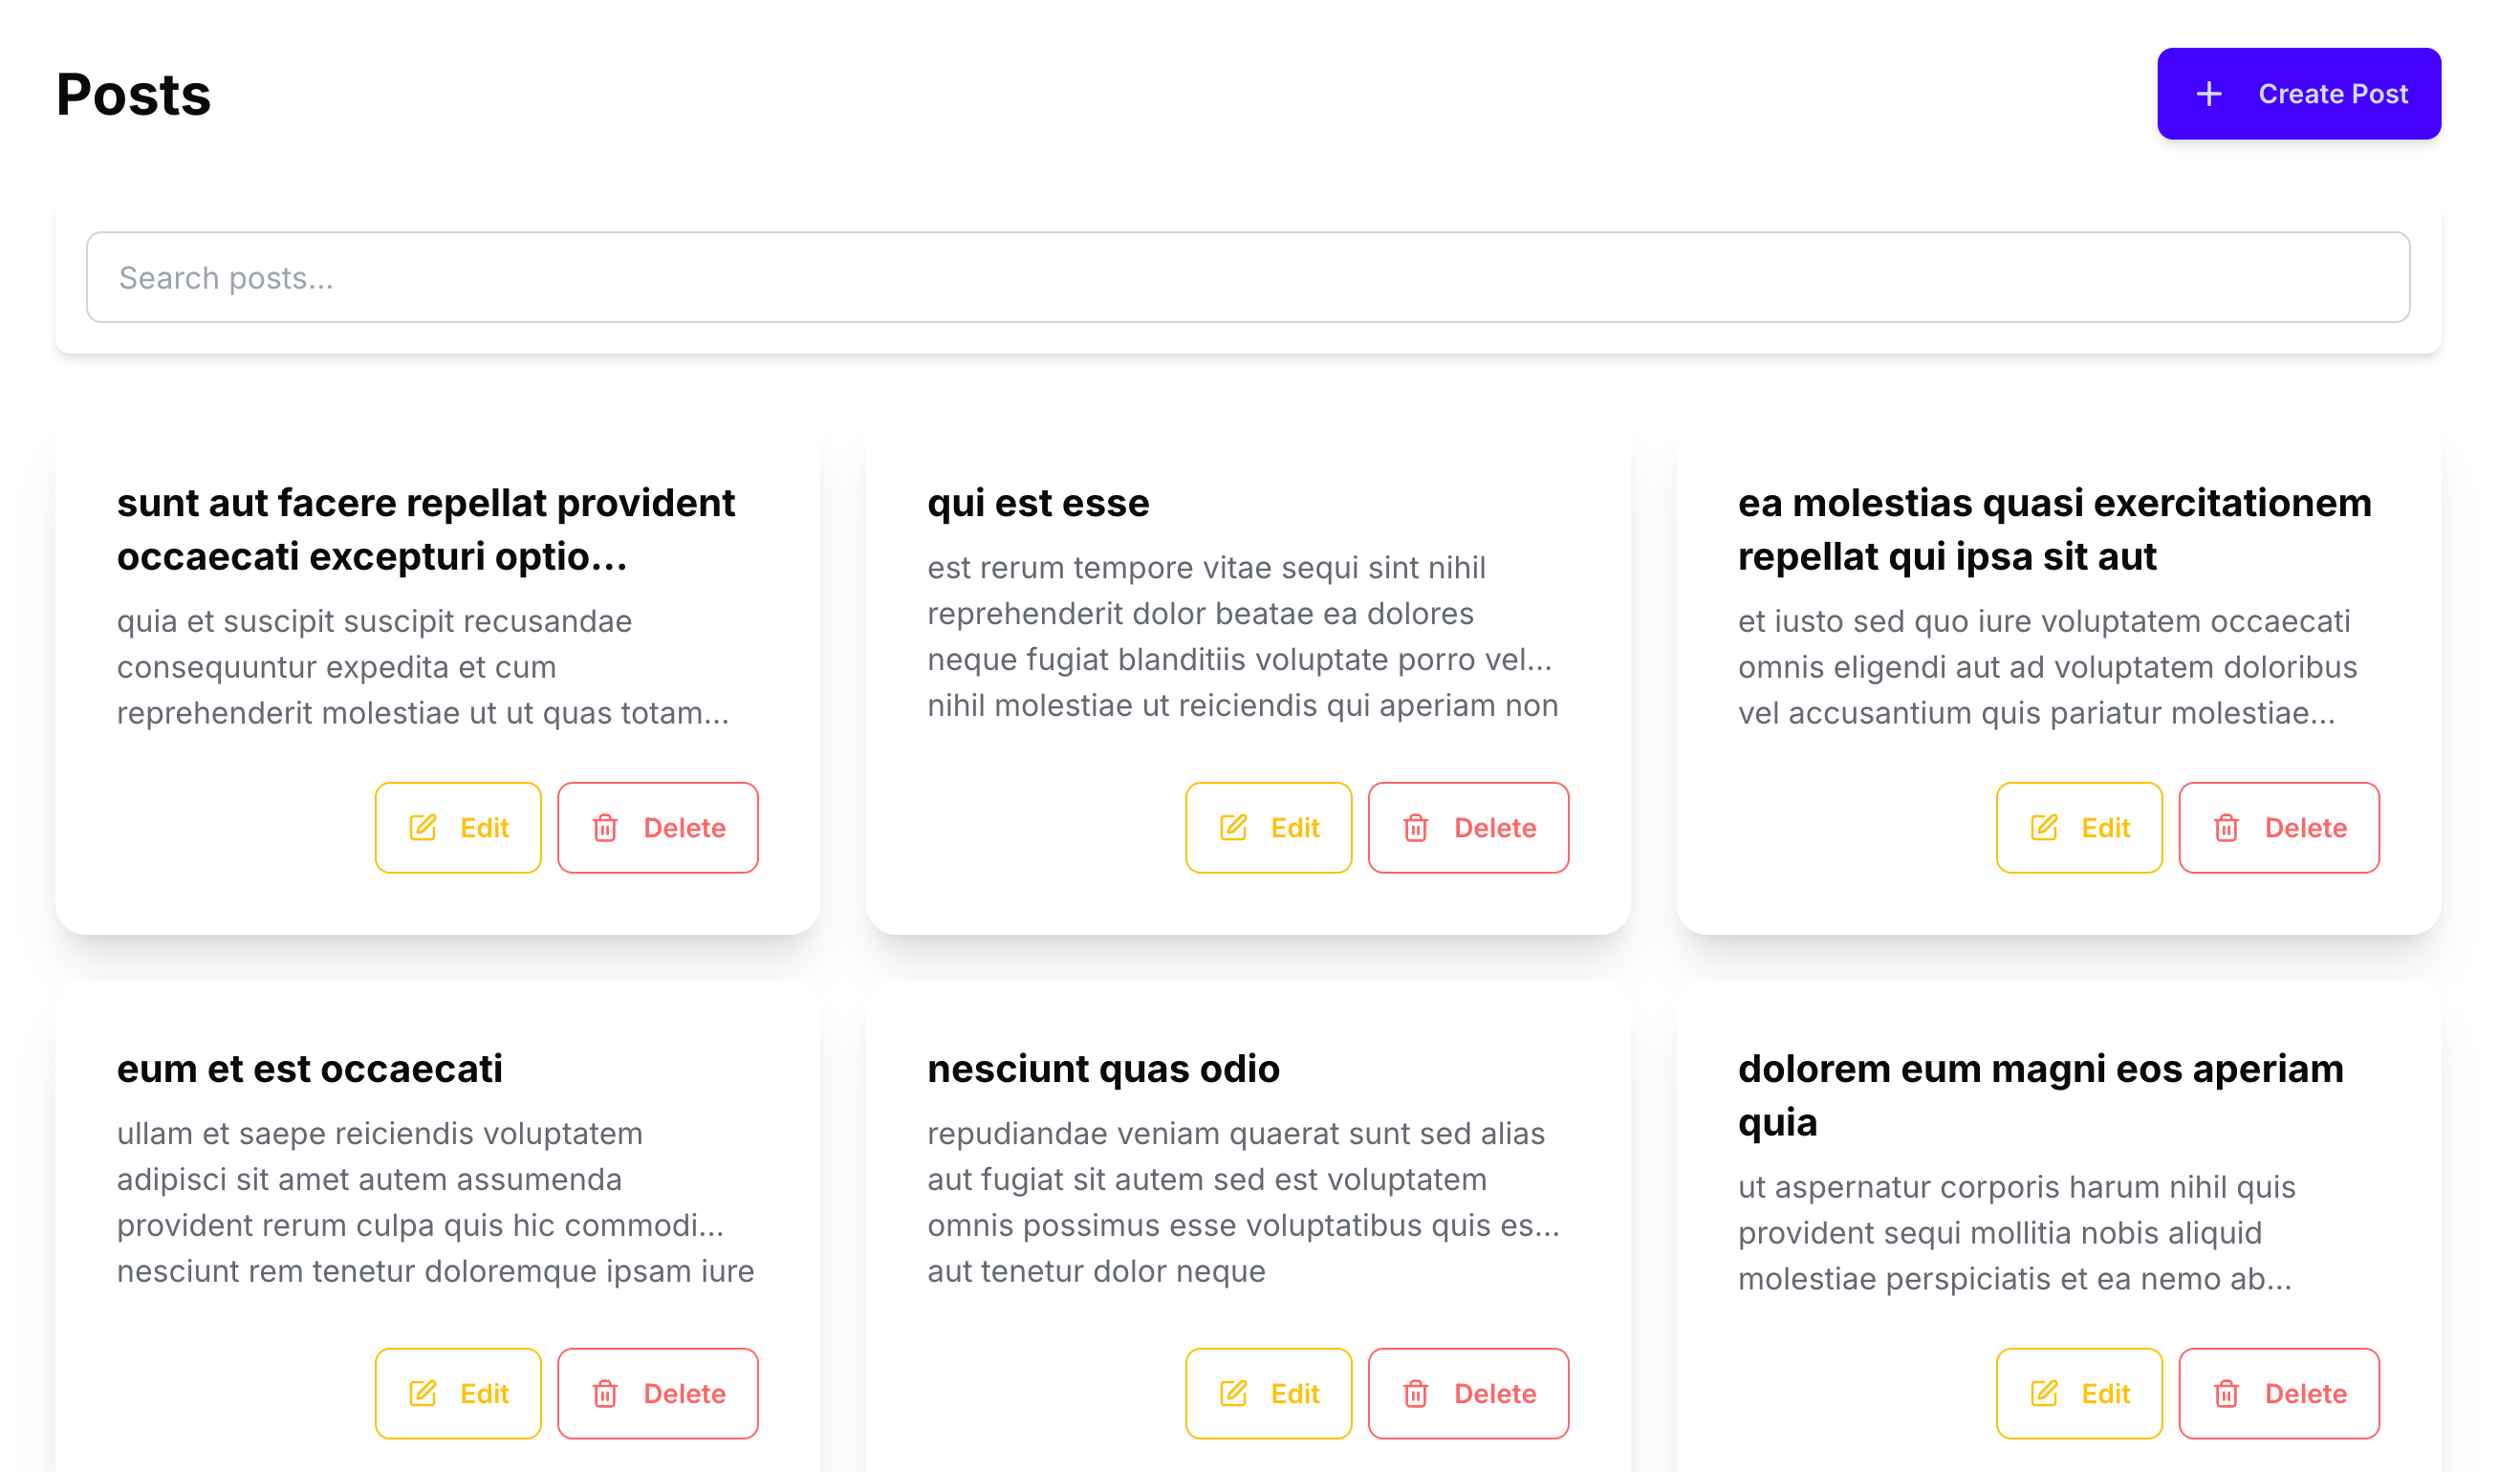 Posts
Create Post
Search posts...
sunt aut facere repellat provident
occaecati excepturi optio...
quia et suscipit suscipit recusandae
consequuntur expedita et cum
reprehenderit molestiae ut ut quas totam...
Edit
Delete
qui est esse
est rerum tempore vitae sequi sint nihil
reprehenderit dolor beatae ea dolores
neque fugiat blanditiis voluptate porro vel...
nihil molestiae ut reiciendis qui aperiam non
Edit
Delete
ea molestias quasi exercitationem
repellat qui ipsa sit aut
et iusto sed quo iure voluptatem occaecati
omnis eligendi aut ad voluptatem doloribus
vel accusantium quis pariatur molestiae...
Edit
Delete
eum et est occaecati
ullam et saepe reiciendis voluptatem
adipisci sit amet autem assumenda
provident rerum culpa quis hic commodi...
nesciunt rem tenetur doloremque ipsam iure
Edit
Delete
nesciunt quas odio
repudiandae veniam quaerat sunt sed alias
aut fugiat sit autem sed est voluptatem
omnis possimus esse voluptatibus quis es...
aut tenetur dolor neque
Edit
Delete
dolorem eum magni eos aperiam
quia
ut aspernatur corporis harum nihil quis
provident sequi mollitia nobis aliquid
molestiae perspiciatis et ea nemo ab...
Edit
Delete